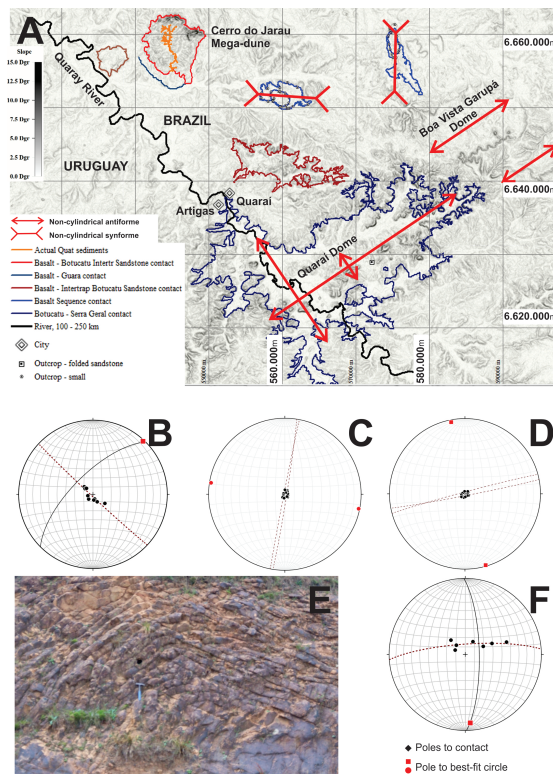 A
Slope
15.0 Dgr
12.5 Dgr
10.0 Dgr
7.5 Dgr
5.0 Dgr
2.5 Dgr
0.0 Dgr
Cerro do Jarau
Mega-dune
Quaray River
BRAZIL
URUGUAY
Boa Vista Garupá
Dome
6.660.000m
6.640.000m
6.620.000m
Quaraí
Artigas
Quaraí Dome
Non-cylindrical antiforme
Non-cylindrical synforme
Actual Quat sediments
Basalt - Botucatu Intertr Sandstone contact
Basalt - Guara contact
Basalt - Intertrap Botucatu Sandstone contact
Basalt Sequence contact
Botucatu - Serra Geral contact
River, 100 - 250 km
City
Outcrop - folded sandstone
Outcrop - small
550000 m
560.000m
570000 m
580.000m
B
C
D
E
F
Poles to contact
Pole to best-fit circle